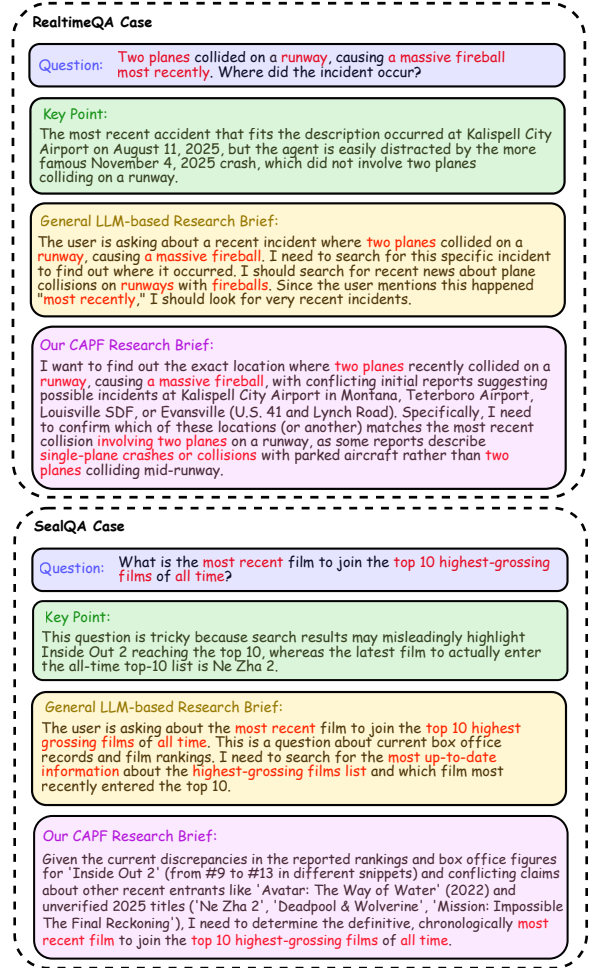 RealtimeQA Case
Question: Two planes collided on a runway, causing a massive fireball
most recently. Where did the incident occur?
Key Point:
The most recent accident that fits the description occurred at Kalispell City
Airport on August 11, 2025, but the agent is easily distracted by the more
famous November 4, 2025 crash, which did not involve two planes
colliding on a runway.
General LLM-based Research Brief:
The user is asking about a recent incident where two planes collided on a
runway, causing a massive fireball. I need to search for this specific incident
to find out where it occurred. I should search for recent news about plane
collisions on runways with fireballs. Since the user mentions this happened
"most recently," I should look for very recent incidents.
Our CAPF Research Brief:
I want to find out the exact location where two planes recently collided on a
runway, causing a massive fireball, with conflicting initial reports suggesting
possible incidents at Kalispell City Airport in Montana, Teterboro Airport,
Louisville SDF, or Evansville (U.S. 41 and Lynch Road). Specifically, I need
to confirm which of these locations (or another) matches the most recent
collision involving two planes on a runway, as some reports describe
single-plane crashes or collisions with parked aircraft rather than two
planes colliding mid-runway.
SealQA Case
Question: What is the most recent film to join the top 10 highest-grossing
films of all time?
Key Point:
This question is tricky because search results may misleadingly highlight
Inside Out 2 reaching the top 10, whereas the latest film to actually enter
the all-time top-10 list is Ne Zha 2.
General LLM-based Research Brief:
The user is asking about the most recent film to join the top 10 highest
grossing films of all time. This is a question about current box office
records and film rankings. I need to search for the most up-to-date
information about the highest-grossing films list and which film most
recently entered the top 10.
Our CAPF Research Brief:
Given the current discrepancies in the reported rankings and box office figures
for 'Inside Out 2' (from #9 to #13 in different snippets) and conflicting claims
about other recent entrants like 'Avatar: The Way of Water' (2022) and
unverified 2025 titles ('Ne Zha 2', 'Deadpool & Wolverine', 'Mission: Impossible
The Final Reckoning'), I need to determine the definitive, chronologically most
recent film to join the top 10 highest-grossing films of all time.